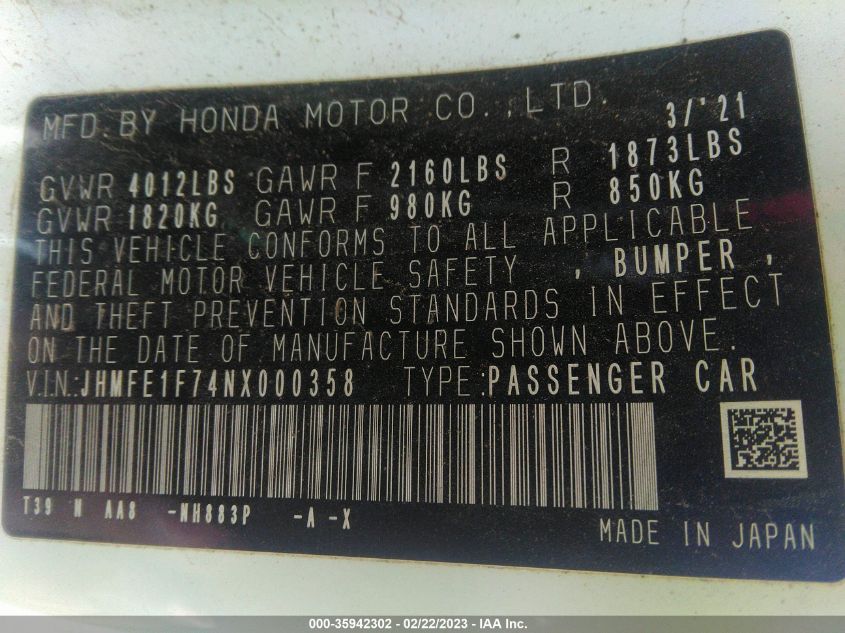 MFD. BY HONDA MOTOR CO., LTD. 3/'21
GVWR 4012LBS GAWR F 2160LBS R 1873LBS
GVWR 1820KG GAWR F 980KG R 850KG
THIS VEHICLE CONFORMS TO ALL APPLICABLE
FEDERAL MOTOR VEHICLE SAFETY , BUMPER ,
AND THEFT PREVENTION STANDARDS IN EFFECT
ON THE DATE OF MANUFACTURE SHOWN ABOVE.
V.I.N.:JHMFE1F74NX000358 TYPE:PASSENGER CAR
T39 N AA8 -NH883P -A -X
MADE IN JAPAN
000-35942302 - 02/22/2023 - IAA Inc.